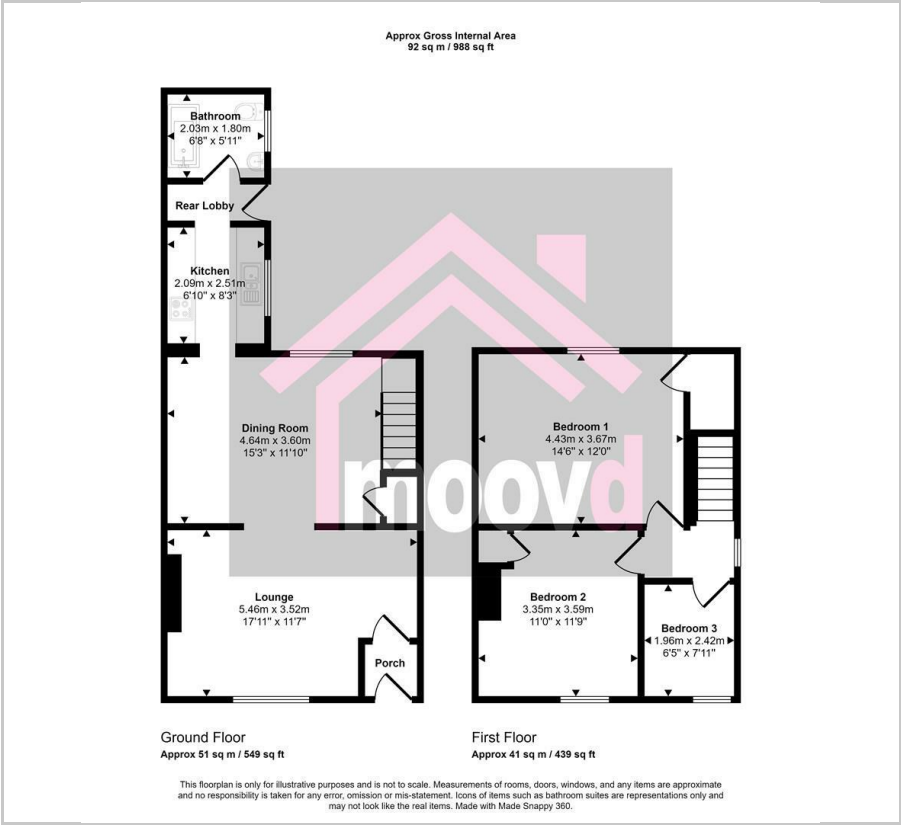 Approx Gross Internal Area
92 sq m / 988 sq ft
Bathroom
2.03m x 1.80m
6'8" x 5'11"
Rear Lobby
Kitchen
2.09m x 2.51m
6'10" x 8'3"
Dining Room
4.64m x 3.60m
15'3" x 11'10"
Bedroom 1
4.43m x 3.67m
14'6" x 12'0"
moovd
Lounge
5.46m x 3.52m
17'11" x 11'7"
Porch
Bedroom 2
3.35m x 3.59m
11'0" x 11'9"
Bedroom 3
1.96m x 2.42m
6'5" x 7'11"
Ground Floor
Approx 51 sq m / 549 sq ft
First Floor
Approx 41 sq m / 439 sq ft
This floorplan is only for illustrative purposes and is not to scale. Measurements of rooms, doors, windows, and any items are approximate
and no responsibility is taken for any error, omission or mis-statement. Icons of items such as bathroom suites are representations only and
may not look like the real items. Made with Made Snappy 360.